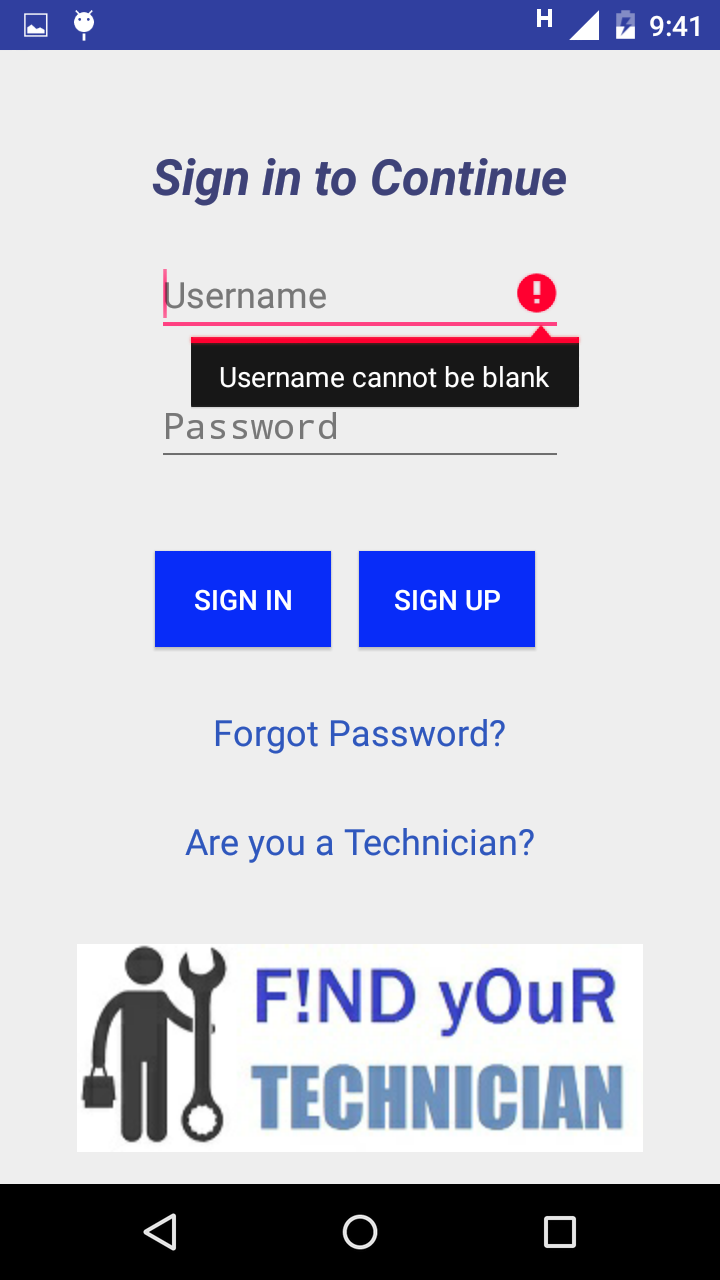 H 9:41
Sign in to Continue
Username
Username cannot be blank
Password
SIGN IN SIGN UP
Forgot Password?
Are you a Technician?
F!ND yOuR
TECHNICIAN